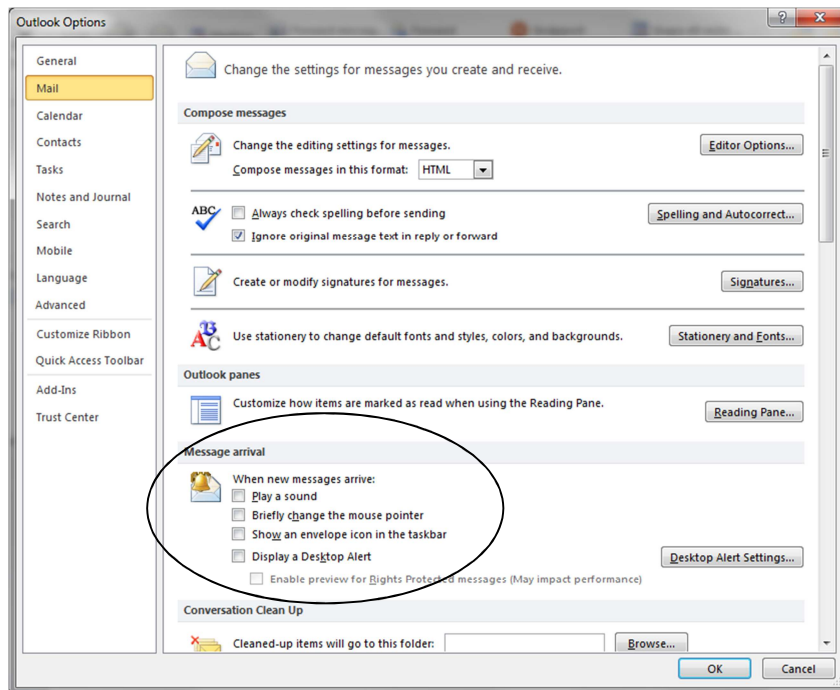 Outlook Options
General
Mail
Calendar
Contacts
Tasks
Notes and Journal
Search
Mobile
Language
Advanced
Customize Ribbon
Quick Access Toolbar
Add-Ins
Trust Center
Change the settings for messages you create and receive.
Compose messages
Change the editing settings for messages.
Editor Options...
Compose messages in this format: HTML
ABC
Always check spelling before sending
Spelling and Autocorrect...
Ignore original message text in reply or forward
Create or modify signatures for messages.
Signatures...
Use stationery to change default fonts and styles, colors, and backgrounds.
Stationery and Fonts...
Outlook panes
Customize how items are marked as read when using the Reading Pane.
Reading Pane...
Message arrival
When new messages arrive:
Play a sound
Briefly change the mouse pointer
Show an envelope icon in the taskbar
Display a Desktop Alert
Desktop Alert Settings...
Enable preview for Rights Protected messages (May impact performance)
Conversation Clean Up
Cleaned-up items will go to this folder:
Browse...
OK
Cancel